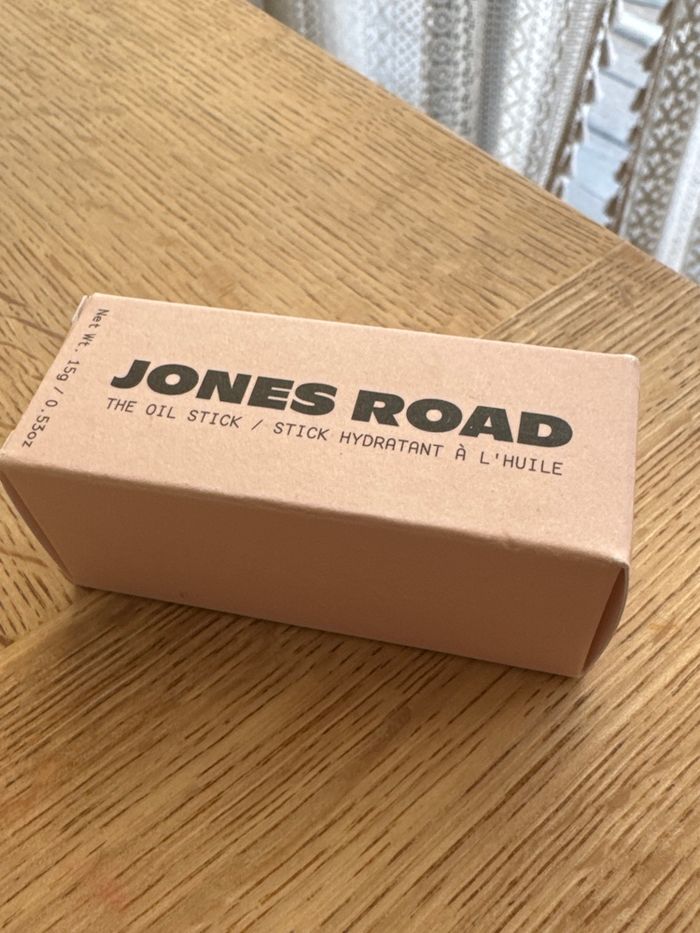 JONES ROAD
THE OIL STICK / STICK HYDRATANT À L'HUILE
Net Wt. 15g / 0.53oz